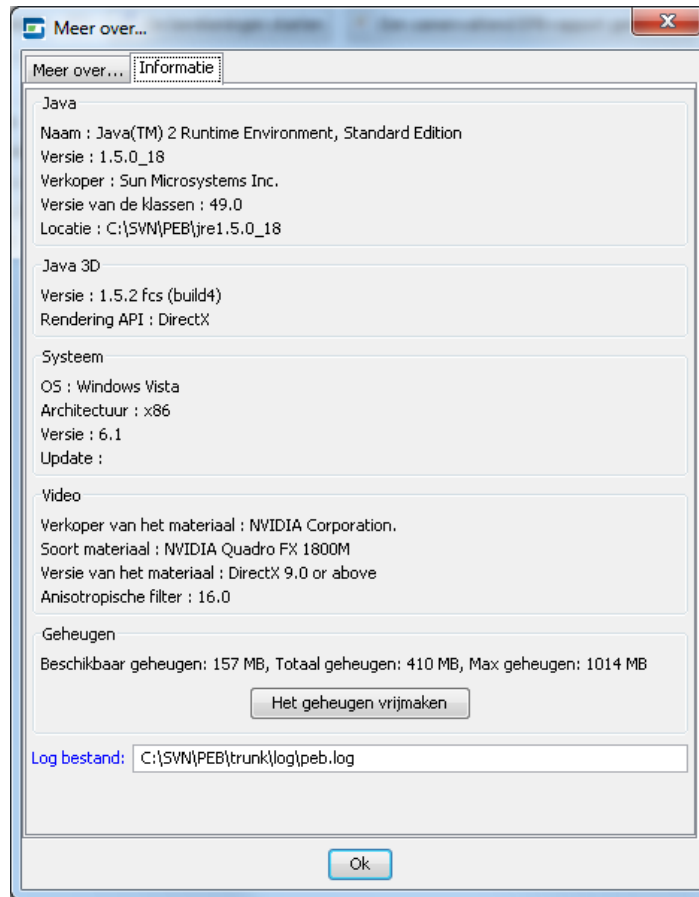 Meer over...
Meer over...
Informatie
Java
Naam : Java(TM) 2 Runtime Environment, Standard Edition
Versie : 1.5.0_18
Verkoper : Sun Microsystems Inc.
Versie van de klassen : 49.0
Locatie : C:\SVN\PEB\jre1.5.0_18
Java 3D
Versie : 1.5.2 fcs (build4)
Rendering API : DirectX
Systeem
OS : Windows Vista
Architectuur : x86
Versie : 6.1
Update :
Video
Verkoper van het materiaal : NVIDIA Corporation.
Soort materiaal : NVIDIA Quadro FX 1800M
Versie van het materiaal : DirectX 9.0 or above
Anisotropische filter : 16.0
Geheugen
Beschikbaar geheugen: 157 MB, Totaal geheugen: 410 MB, Max geheugen: 1014 MB
Het geheugen vrijmaken
Log bestand: C:\SVN\PEB\trunk\log\peb.log
Ok